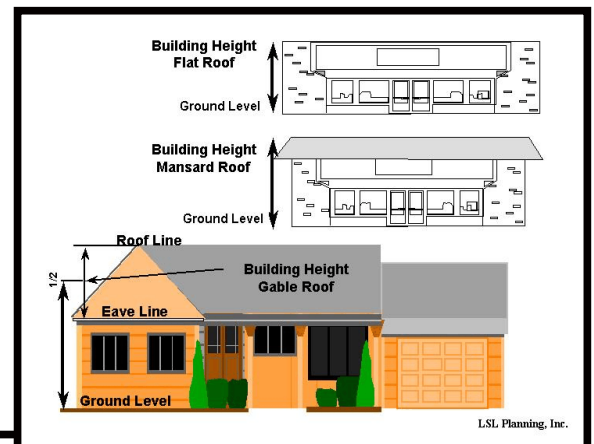 Building Height
Flat Roof
Ground Level
Building Height
Mansard Roof
Ground Level
Roof Line
1/2
Building Height
Gable Roof
Eave Line
Ground Level
LSL Planning, Inc.